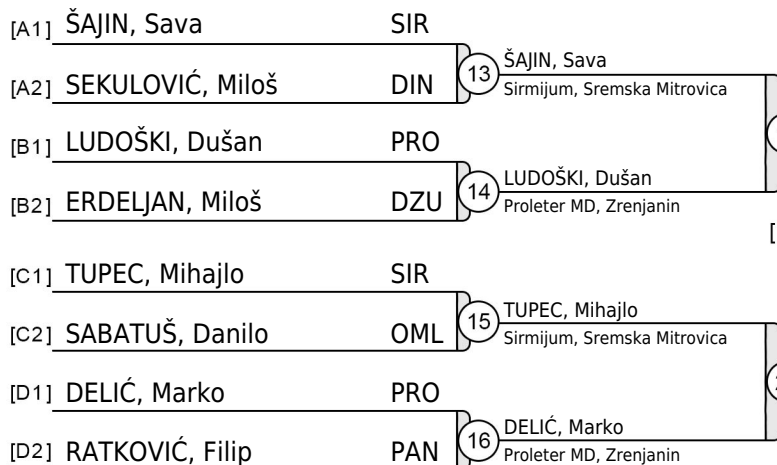 [A1] ŠAJIN, Sava SIR
13 ŠAJIN, Sava
[A2] SEKULOVIĆ, Miloš DIN
Sirmijum, Sremska Mitrovica
[B1] LUDOŠKI, Dušan PRO
14 LUDOŠKI, Dušan
[B2] ERDELJAN, Miloš DZU
Proleter MD, Zrenjanin
[
[C1] TUPEC, Mihajlo SIR
15 TUPEC, Mihajlo
[C2] SABATUŠ, Danilo OML
Sirmijum, Sremska Mitrovica
[D1] DELIĆ, Marko PRO
16 DELIĆ, Marko
[D2] RATKOVIĆ, Filip PAN
Proleter MD, Zrenjanin